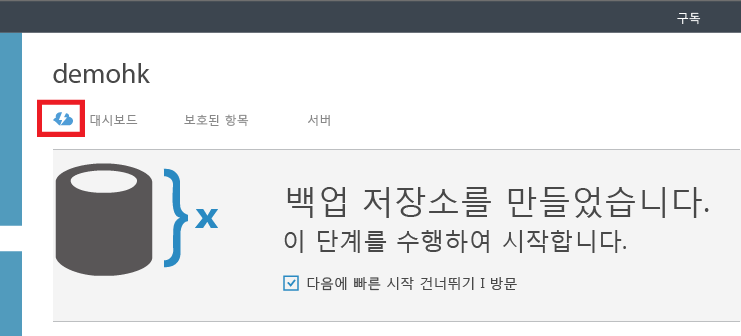 구독
demohk
대시보드 보호된 항목 서버
x
백업 저장소를 만들었습니다.
이 단계를 수행하여 시작합니다.
다음에 빠른 시작 건너뛰기 I 방문